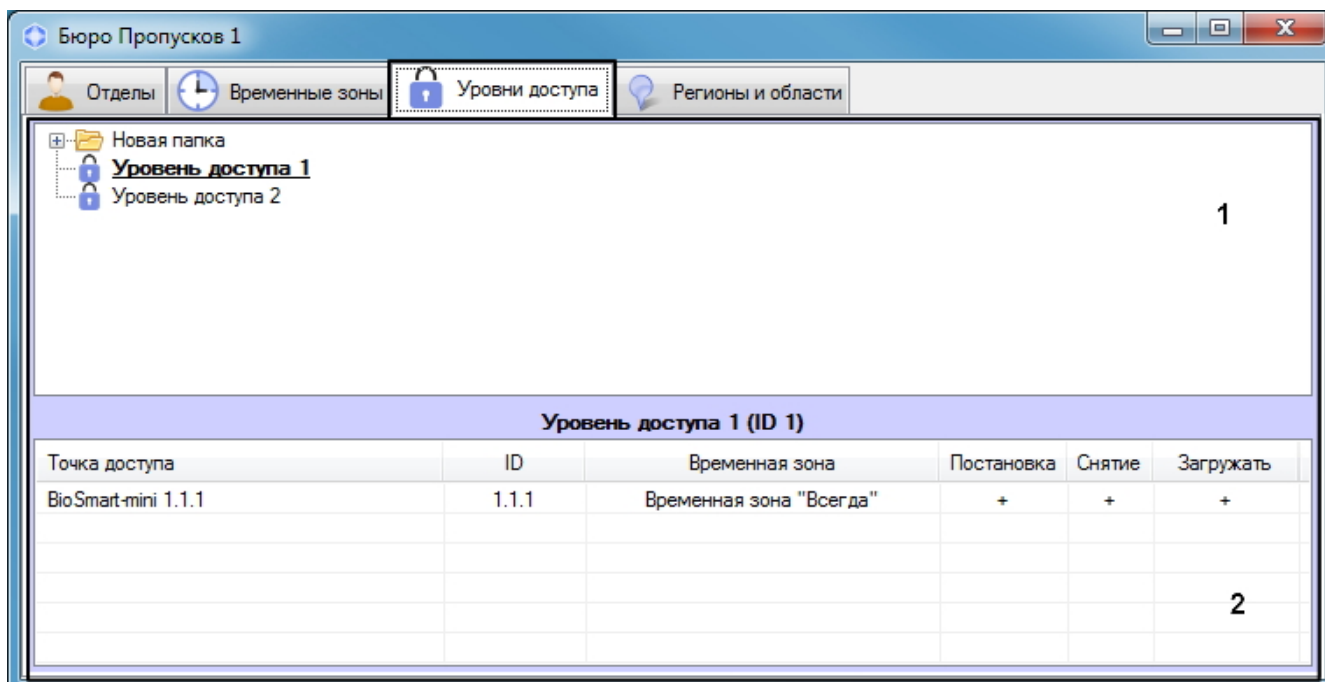 Бюро Пропусков 1
Отделы Временные зоны Уровни доступа Регионы и области
Новая папка
Уровень доступа 1
Уровень доступа 2
1
Уровень доступа 1 (ID 1)
Точка доступа ID Временная зона Постановка Снятие Загружать
BioSmart-mini 1.1.1 1.1.1 Временная зона "Всегда" + + +
2